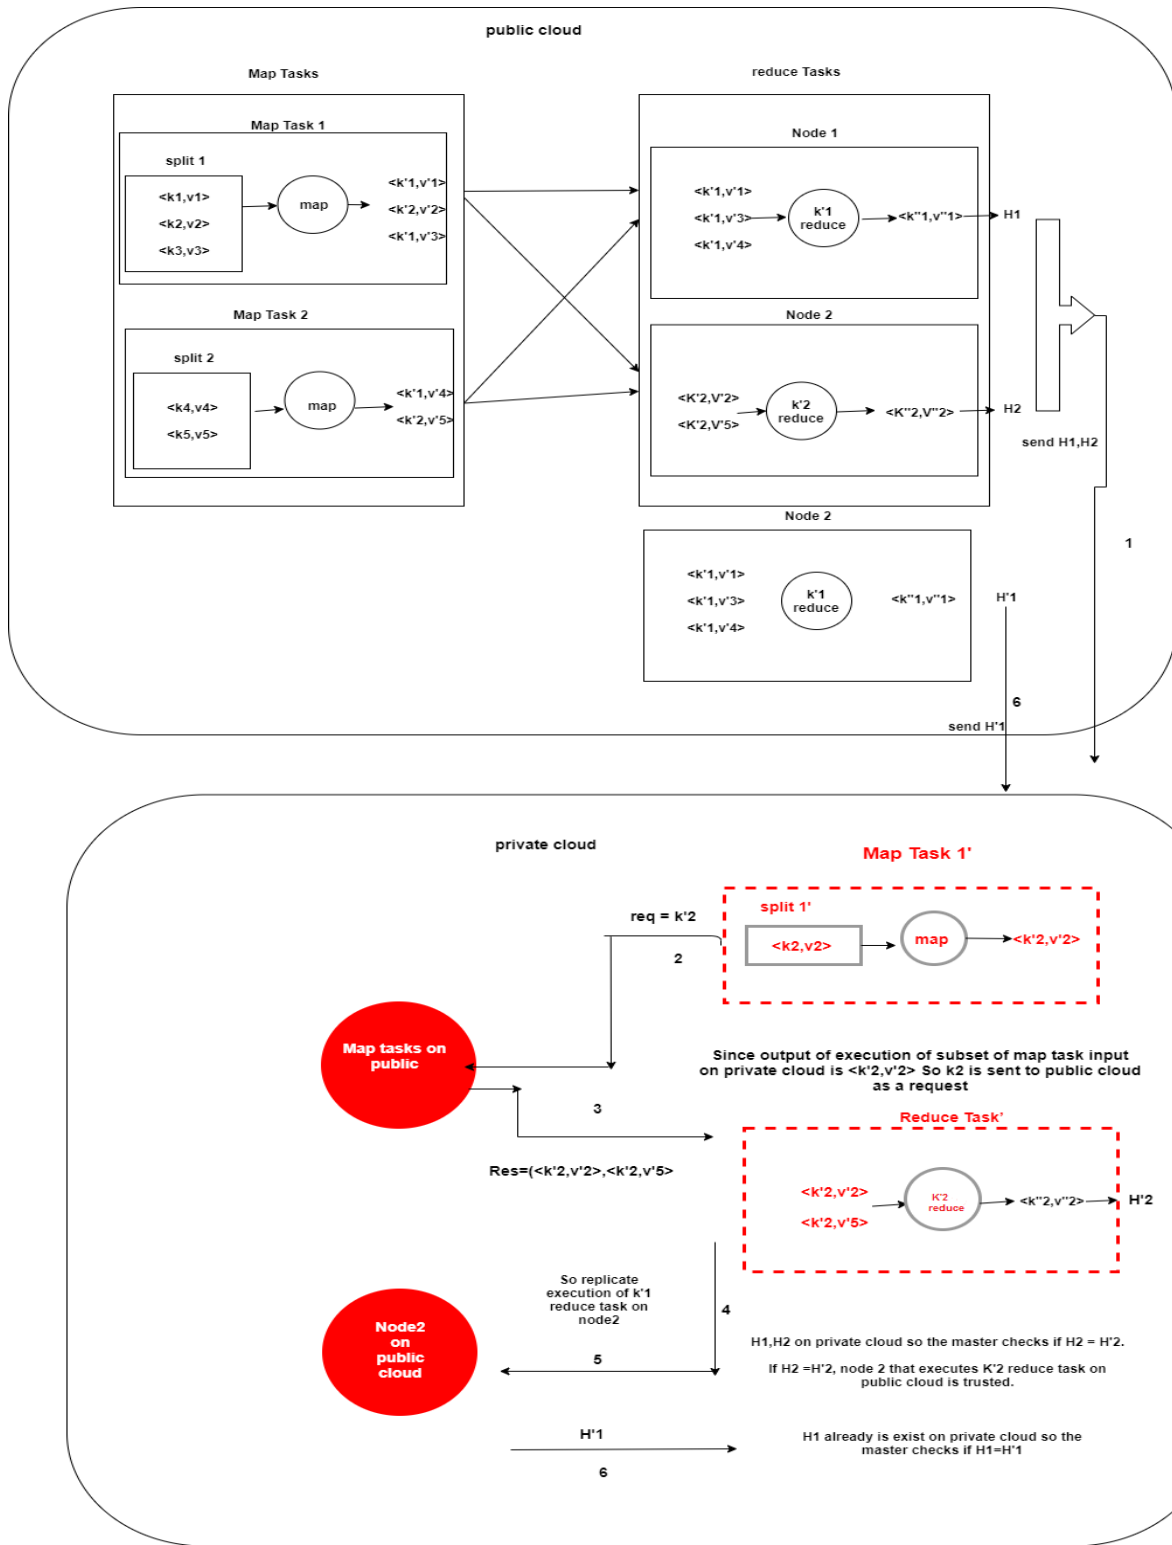 public cloud
Map Tasks
reduce Tasks
Map Task 1
split 1
<k1,v1>
<k2,v2>
<k3,v3>
map
<k'1,v'1>
<k'2,v'2>
<k'1,v'3>
Map Task 2
split 2
<k4,v4>
<k5,v5>
map
<k'1,v'4>
<k'2,v'5>
Node 1
<k'1,v'1>
<k'1,v'3>
<k'1,v'4>
k'1
reduce
<k"1,v"1>
H1
Node 2
<K'2,V'2>
<K'2,V'5>
k'2
reduce
<K"2,V"2>
H2
send H1,H2
1
Node 2
<k'1,v'1>
<k'1,v'3>
<k'1,v'4>
k'1
reduce
<k"1,v"1>
H'1
6
send H'1
private cloud
Map Task 1'
split 1'
<k2,v2>
map
<k'2,v'2>
req = k'2
2
Map tasks on
public
Since output of execution of subset of map task input
on private cloud is <k'2,v'2> So k2 is sent to public cloud
as a request
3
Res=(<k'2,v'2>,<k'2,v'5>
Reduce Task'
<k'2,v'2>
<k'2,v'5>
K'2
reduce
<k"2,v"2>
H'2
So replicate
execution of k'1
reduce task on
node2
4
Node2
on
public
cloud
5
H1,H2 on private cloud so the master checks if H2 = H'2.
If H2 =H'2, node 2 that executes K'2 reduce task on
public cloud is trusted.
H'1
6
H1 already is exist on private cloud so the
master checks if H1=H'1